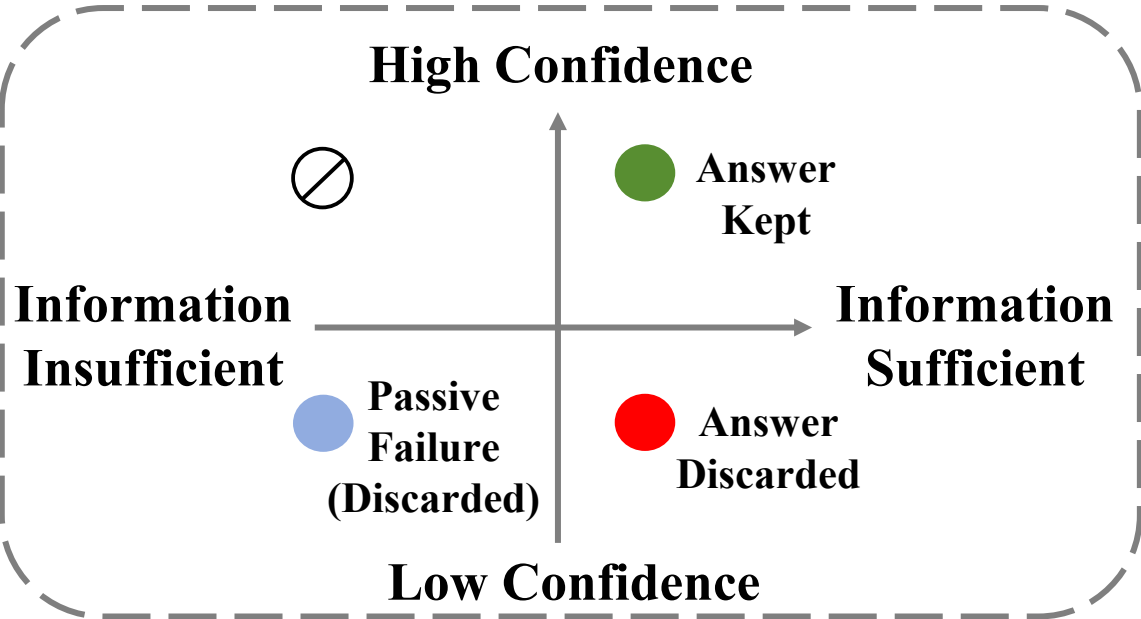 High Confidence
Answer
Kept
Information
Insufficient
Information
Sufficient
Passive
Failure
(Discarded)
Answer
Discarded
Low Confidence